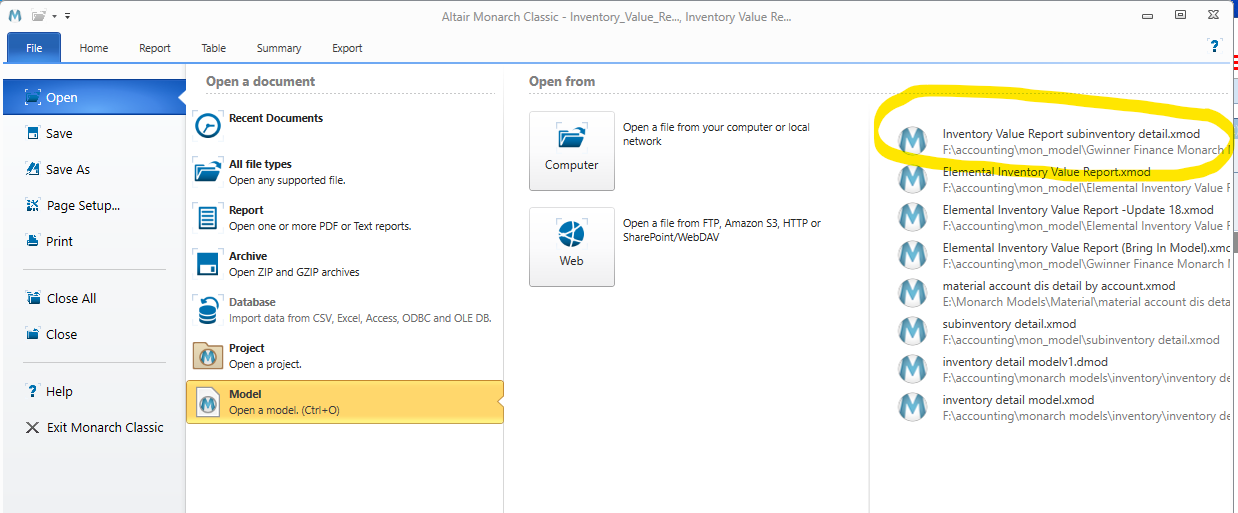 Altair Monarch Classic - Inventory_Value_Re..., Inventory Value Re...
File Home Report Table Summary Export
Open
Save
Save As
Page Setup...
Print
Close All
Close
Help
Exit Monarch Classic
Open a document
Recent Documents
All file types
Open any supported file.
Report
Open one or more PDF or Text reports.
Archive
Open ZIP and GZIP archives
Database
Import data from CSV, Excel, Access, ODBC and OLE DB.
Project
Open a project.
Model
Open a model. (Ctrl+O)
Open from
Computer
Open a file from your computer or local
network
Web
Open a file from FTP, Amazon S3, HTTP or
SharePoint/WebDAV
Inventory Value Report subinventory detail.xmod
F:\accounting\mon_model\Gwinner Finance Monarch
Elemental Inventory Value Report.xmod
F:\accounting\mon_model\Elemental Inventory Value
Elemental Inventory Value Report -Update 18.xmod
F:\accounting\mon_model\Elemental Inventory Value
Elemental Inventory Value Report (Bring In Model).xmo
F:\accounting\mon_model\Gwinner Finance Monarch
material account dis detail by account.xmod
E:\Monarch Models\Material\material account dis deta
subinventory detail.xmod
F:\accounting\mon_model\subinventory detail.xmod
inventory detail modelv1.dmod
F:\accounting\monarch models\inventory\inventory de
inventory detail model.xmod
F:\accounting\monarch models\inventory\inventory de